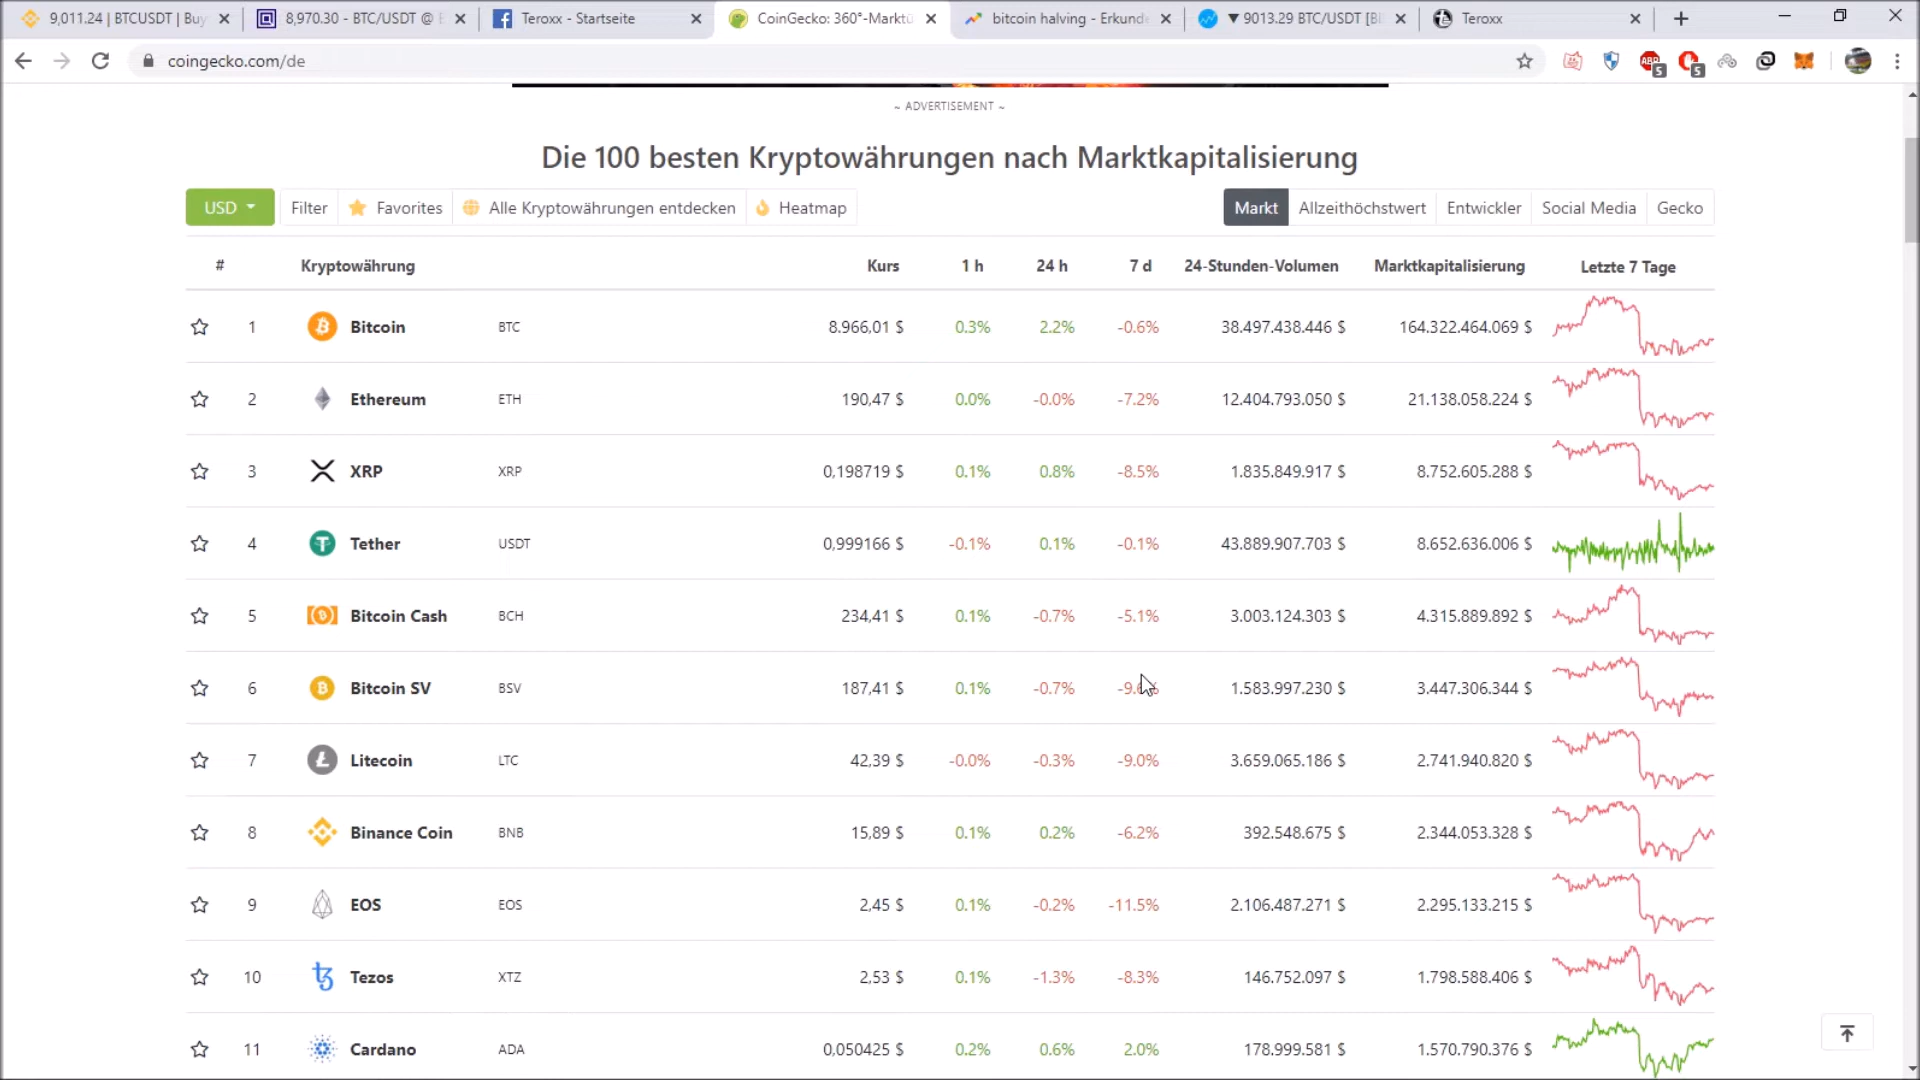 9,011.24 | BTCUSDT | Buy
8,970.30 - BTC/USDT @
Teroxx - Startseite
CoinGecko: 360°-Marktü
bitcoin halving - Erkunde
▼ 9013.29 BTC/USDT [B
Teroxx
coingecko.com/de
ABP 5
5
~ ADVERTISEMENT ~
Die 100 besten Kryptowährungen nach Marktkapitalisierung
USD Filter Favorites Alle Kryptowährungen entdecken Heatmap Markt Allzeithöchstwert Entwickler Social Media Gecko
# Kryptowährung Kurs 1 h 24 h 7 d 24-Stunden-Volumen Marktkapitalisierung Letzte 7 Tage
1 Bitcoin BTC 8.966,01 $ 0.3% 2.2% -0.6% 38.497.438.446 $ 164.322.464.069 $
2 Ethereum ETH 190,47 $ 0.0% -0.0% -7.2% 12.404.793.050 $ 21.138.058.224 $
3 XRP XRP 0,198719 $ 0.1% 0.8% -8.5% 1.835.849.917 $ 8.752.605.288 $
4 Tether USDT 0,999166 $ -0.1% 0.1% -0.1% 43.889.907.703 $ 8.652.636.006 $
5 Bitcoin Cash BCH 234,41 $ 0.1% -0.7% -5.1% 3.003.124.303 $ 4.315.889.892 $
6 Bitcoin SV BSV 187,41 $ 0.1% -0.7% 1.583.997.230 $ 3.447.306.344 $
7 Litecoin LTC 42,39 $ -0.0% -0.3% -9.0% 3.659.065.186 $ 2.741.940.820 $
8 Binance Coin BNB 15,89 $ 0.1% 0.2% -6.2% 392.548.675 $ 2.344.053.328 $
9 EOS EOS 2,45 $ 0.1% -0.2% -11.5% 2.106.487.271 $ 2.295.133.215 $
10 Tezos XTZ 2,53 $ 0.1% -1.3% -8.3% 146.752.097 $ 1.798.588.406 $
11 Cardano ADA 0,050425 $ 0.2% 0.6% 2.0% 178.999.581 $ 1.570.790.376 $